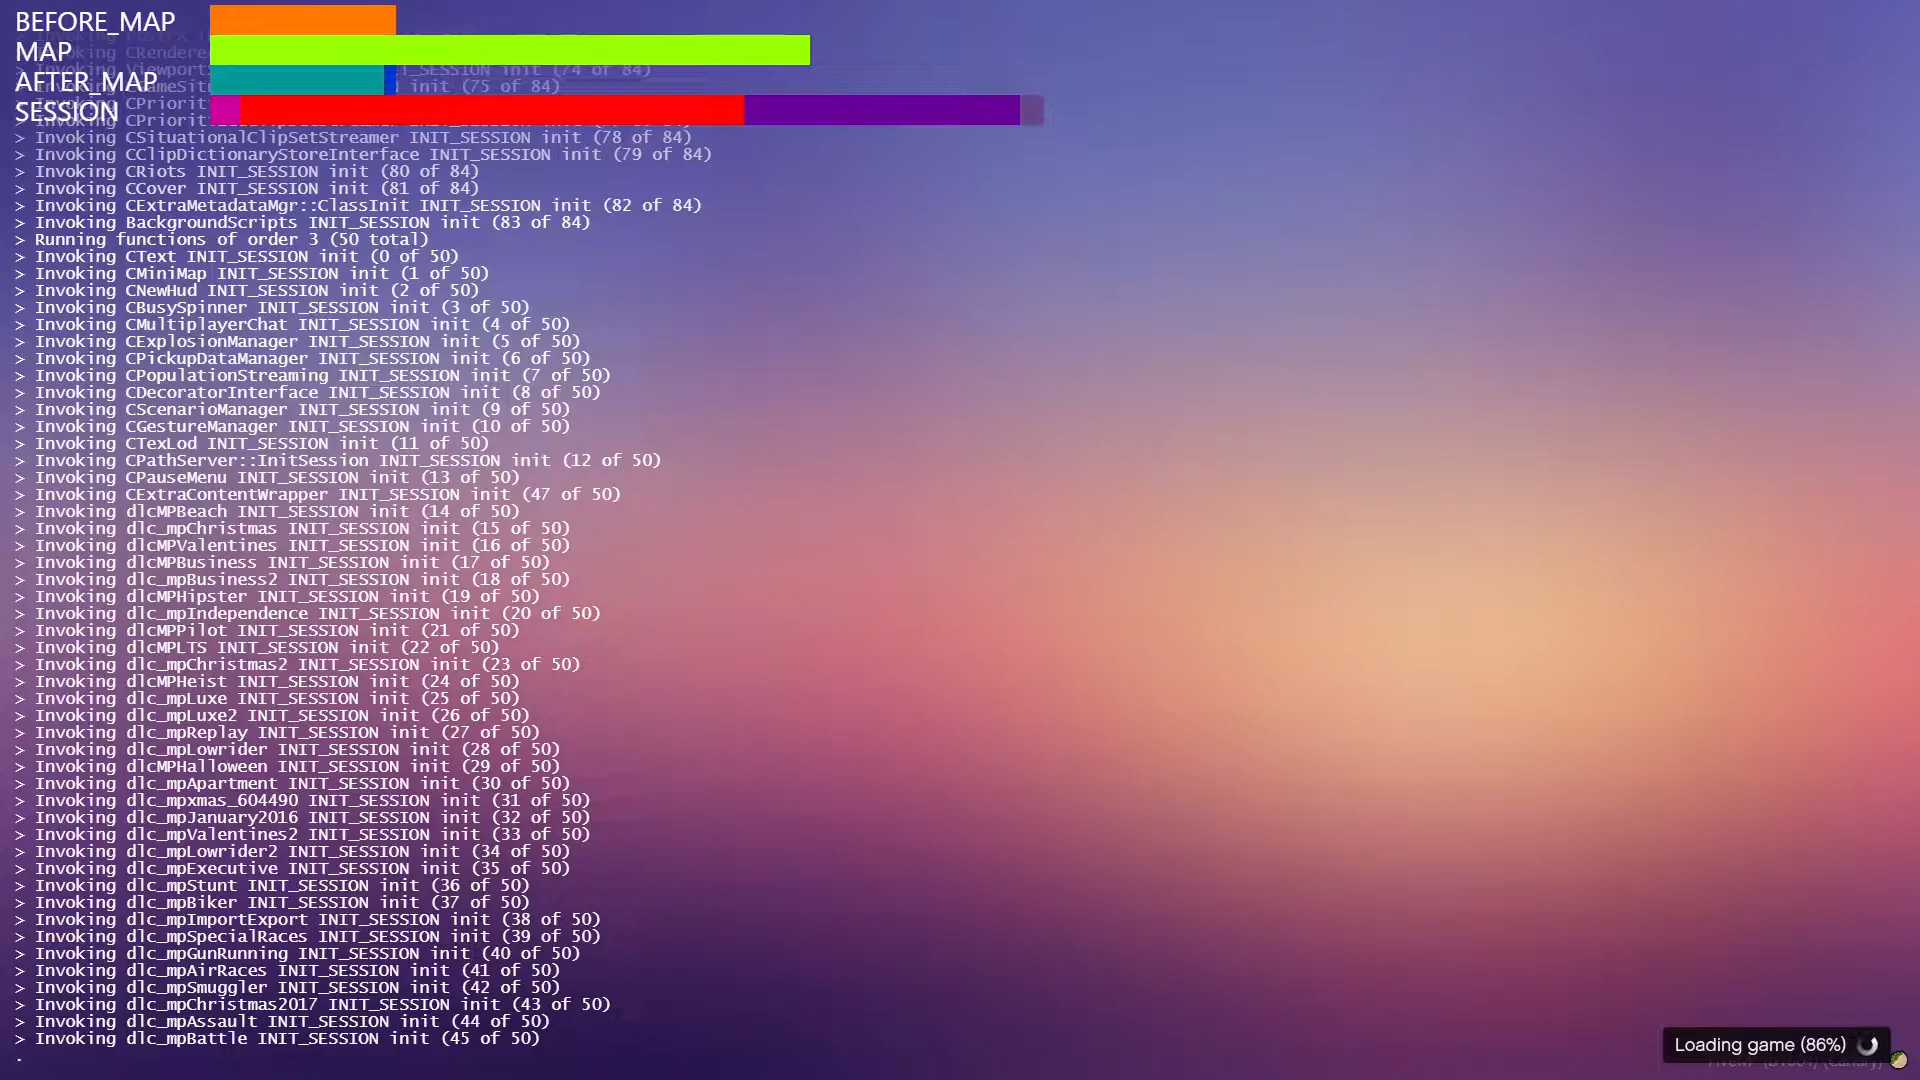 BEFORE_MAP
MAP
> Invoking CRendere
AFTER_MAP
> Invoking Viewport T_SESSION init (74 of 84)
init (75 of 84)
SESSION
> Invoking CPriorit
> Invoking CPriorit
> Invoking CSituationalClipSetStreamer INIT_SESSION init (78 of 84)
> Invoking CClipDictionaryStoreInterface INIT_SESSION init (79 of 84)
> Invoking CRiots INIT_SESSION init (80 of 84)
> Invoking CCover INIT_SESSION init (81 of 84)
> Invoking CExtraMetadataMgr::ClassInit INIT_SESSION init (82 of 84)
> Invoking BackgroundScripts INIT_SESSION init (83 of 84)
> Running functions of order 3 (50 total)
> Invoking CText INIT_SESSION init (0 of 50)
> Invoking CMiniMap INIT_SESSION init (1 of 50)
> Invoking CNewHud INIT_SESSION init (2 of 50)
> Invoking CBusySpinner INIT_SESSION init (3 of 50)
> Invoking CMultiplayerChat INIT_SESSION init (4 of 50)
> Invoking CExplosionManager INIT_SESSION init (5 of 50)
> Invoking CPickupDataManager INIT_SESSION init (6 of 50)
> Invoking CPopulationStreaming INIT_SESSION init (7 of 50)
> Invoking CDecoratorInterface INIT_SESSION init (8 of 50)
> Invoking CScenarioManager INIT_SESSION init (9 of 50)
> Invoking CGestureManager INIT_SESSION init (10 of 50)
> Invoking CTexLod INIT_SESSION init (11 of 50)
> Invoking CPathServer::InitSession INIT_SESSION init (12 of 50)
> Invoking CPauseMenu INIT_SESSION init (13 of 50)
> Invoking CExtraContentWrapper INIT_SESSION init (47 of 50)
> Invoking dlcMPBeach INIT_SESSION init (14 of 50)
> Invoking dlc_mpChristmas INIT_SESSION init (15 of 50)
> Invoking dlcMPValentines INIT_SESSION init (16 of 50)
> Invoking dlcMPBusiness INIT_SESSION init (17 of 50)
> Invoking dlc_mpBusiness2 INIT_SESSION init (18 of 50)
> Invoking dlcMPHipster INIT_SESSION init (19 of 50)
> Invoking dlc_mpIndependence INIT_SESSION init (20 of 50)
> Invoking dlcMPPilot INIT_SESSION init (21 of 50)
> Invoking dlcMPLTS INIT_SESSION init (22 of 50)
> Invoking dlc_mpChristmas2 INIT_SESSION init (23 of 50)
> Invoking dlcMPHeist INIT_SESSION init (24 of 50)
> Invoking dlc_mpLuxe INIT_SESSION init (25 of 50)
> Invoking dlc_mpLuxe2 INIT_SESSION init (26 of 50)
> Invoking dlc_mpReplay INIT_SESSION init (27 of 50)
> Invoking dlc_mpLowrider INIT_SESSION init (28 of 50)
> Invoking dlcMPHalloween INIT_SESSION init (29 of 50)
> Invoking dlc_mpApartment INIT_SESSION init (30 of 50)
> Invoking dlc_mpxmas_604490 INIT_SESSION init (31 of 50)
> Invoking dlc_mpJanuary2016 INIT_SESSION init (32 of 50)
> Invoking dlc_mpValentines2 INIT_SESSION init (33 of 50)
> Invoking dlc_mpLowrider2 INIT_SESSION init (34 of 50)
> Invoking dlc_mpExecutive INIT_SESSION init (35 of 50)
> Invoking dlc_mpStunt INIT_SESSION init (36 of 50)
> Invoking dlc_mpBiker INIT_SESSION init (37 of 50)
> Invoking dlc_mpImportExport INIT_SESSION init (38 of 50)
> Invoking dlc_mpSpecialRaces INIT_SESSION init (39 of 50)
> Invoking dlc_mpGunRunning INIT_SESSION init (40 of 50)
> Invoking dlc_mpAirRaces INIT_SESSION init (41 of 50)
> Invoking dlc_mpSmuggler INIT_SESSION init (42 of 50)
> Invoking dlc_mpChristmas2017 INIT_SESSION init (43 of 50)
> Invoking dlc_mpAssault INIT_SESSION init (44 of 50)
> Invoking dlc_mpBattle INIT_SESSION init (45 of 50)
Loading game (86%)